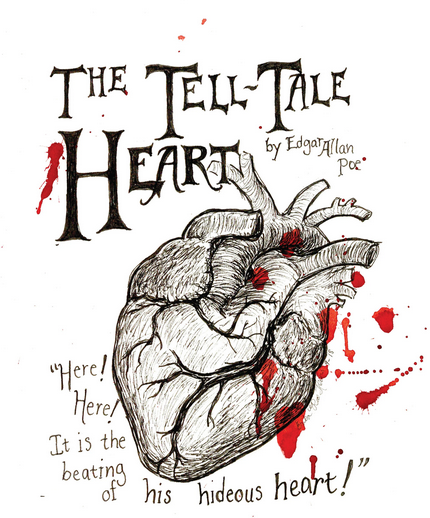 THE TELL-TALE
HEART
by Edgar Allan
Poe
"Here!
Here!
It is the
beating
of his hideous heart!"